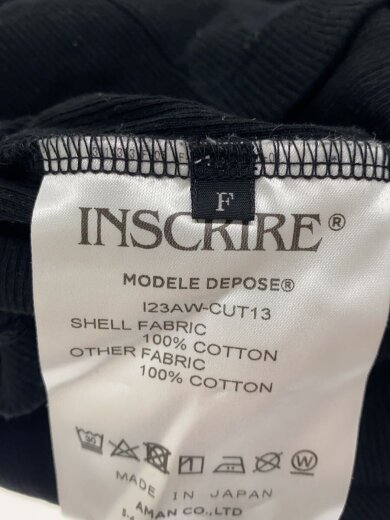 F
INSCRIRE®
MODELE DEPOSE®
I23AW-CUT13
SHELL FABRIC
100% COTTON
OTHER FABRIC
100% COTTON
MADE IN JAPAN
AMAN CO.,LTD